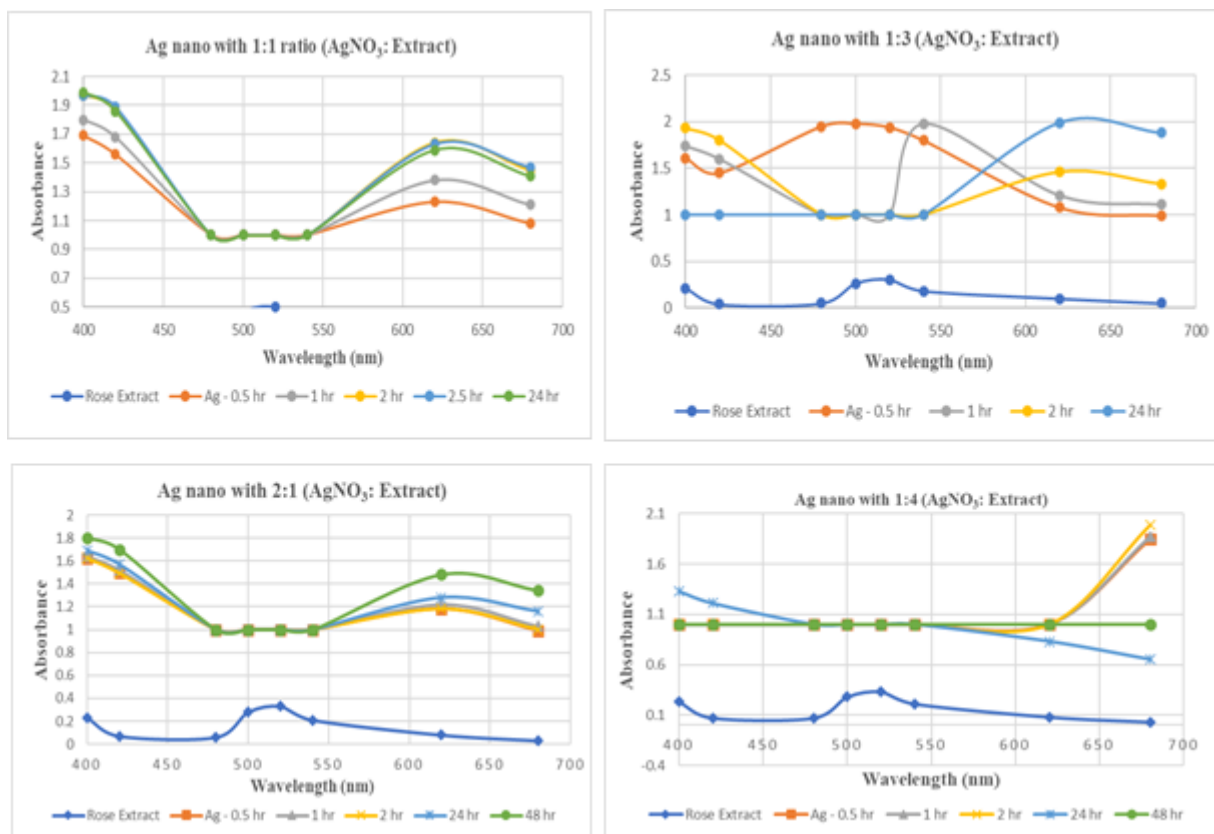 Ag nano with 1:1 ratio (AgNO₃: Extract)
2.1
1.9
1.7
1.5
1.3
1.1
0.9
0.7
0.5
Absorbance
400 450 500 550 600 650 700
Wavelength (nm)
Rose Extract Ag - 0.5 hr 1 hr 2 hr 2.5 hr 24 hr
Ag nano with 1:3 (AgNO₃: Extract)
2.5
2
1.5
1
0.5
0
Absorbance
400 450 500 550 600 650 700
Wavelength (nm)
Rose Extract Ag - 0.5 hr 1 hr 2 hr 24 hr
Ag nano with 2:1 (AgNO₃: Extract)
2
1.8
1.6
1.4
1.2
1
0.8
0.6
0.4
0.2
0
Absorbance
400 450 500 550 600 650 700
Wavelength (nm)
Rose Extract Ag - 0.5 hr 1 hr 2 hr 24 hr 48 hr
Ag nano with 1:4 (AgNO₃: Extract)
2.1
1.6
1.1
0.6
0.1
-0.4
Absorbance
400 450 500 550 600 650 700
Wavelength (nm)
Rose Extract Ag - 0.5 hr 1 hr 2 hr 24 hr 48 hr